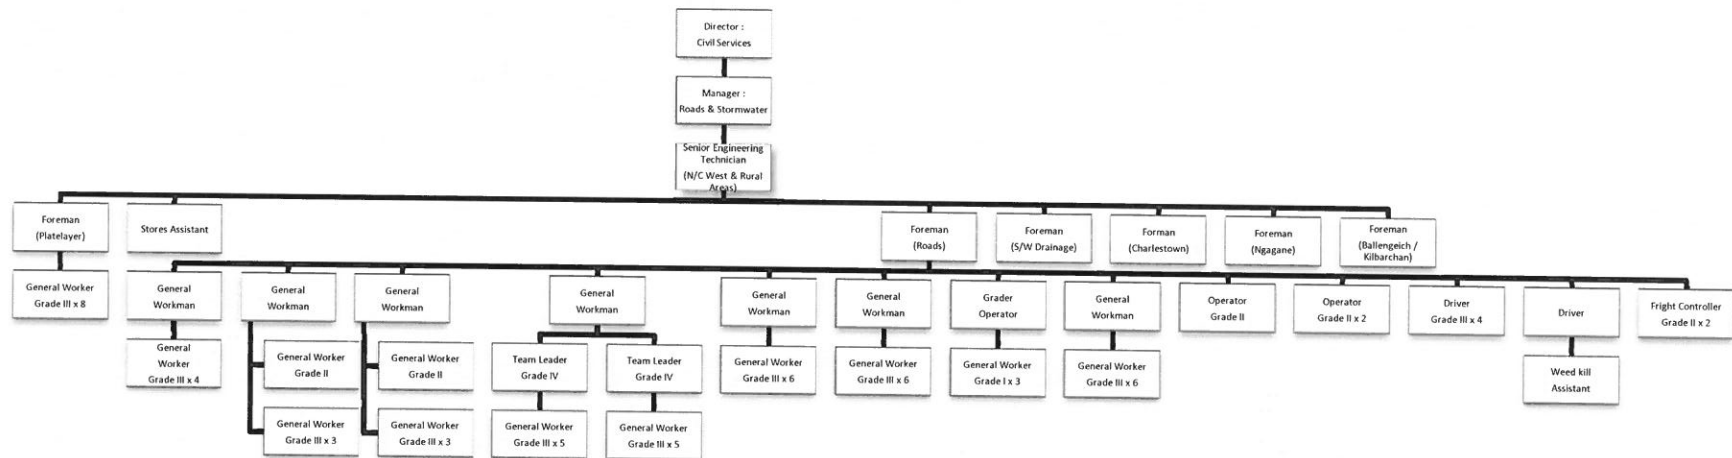 Director :
Civil Services
Manager :
Roads & Stormwater
Senior Engineering
Technician
(N/C West & Rural
Areas)
Foreman
(Platelayer)
Stores Assistant
Foreman
(Roads)
Foreman
(S/W Drainage)
Forman
(Charlestown)
Foreman
(Ngagane)
Foreman
(Ballengeich /
Kilbarchan)
General Worker
Grade III x 8
General
Workman
General
Workman
General
Workman
General
Workman
General
Workman
General
Workman
Grader
Operator
General
Workman
Operator
Grade II
Operator
Grade II x 2
Driver
Grade III x 4
Driver
Fright Controller
Grade II x 2
General
Worker
Grade III x 4
General Worker
Grade II
General Worker
Grade II
Team Leader
Grade IV
Team Leader
Grade IV
General Worker
Grade III x 6
General Worker
Grade III x 6
General Worker
Grade I x 3
General Worker
Grade III x 6
Weed kill
Assistant
General Worker
Grade III x 3
General Worker
Grade III x 3
General Worker
Grade III x 5
General Worker
Grade III x 5